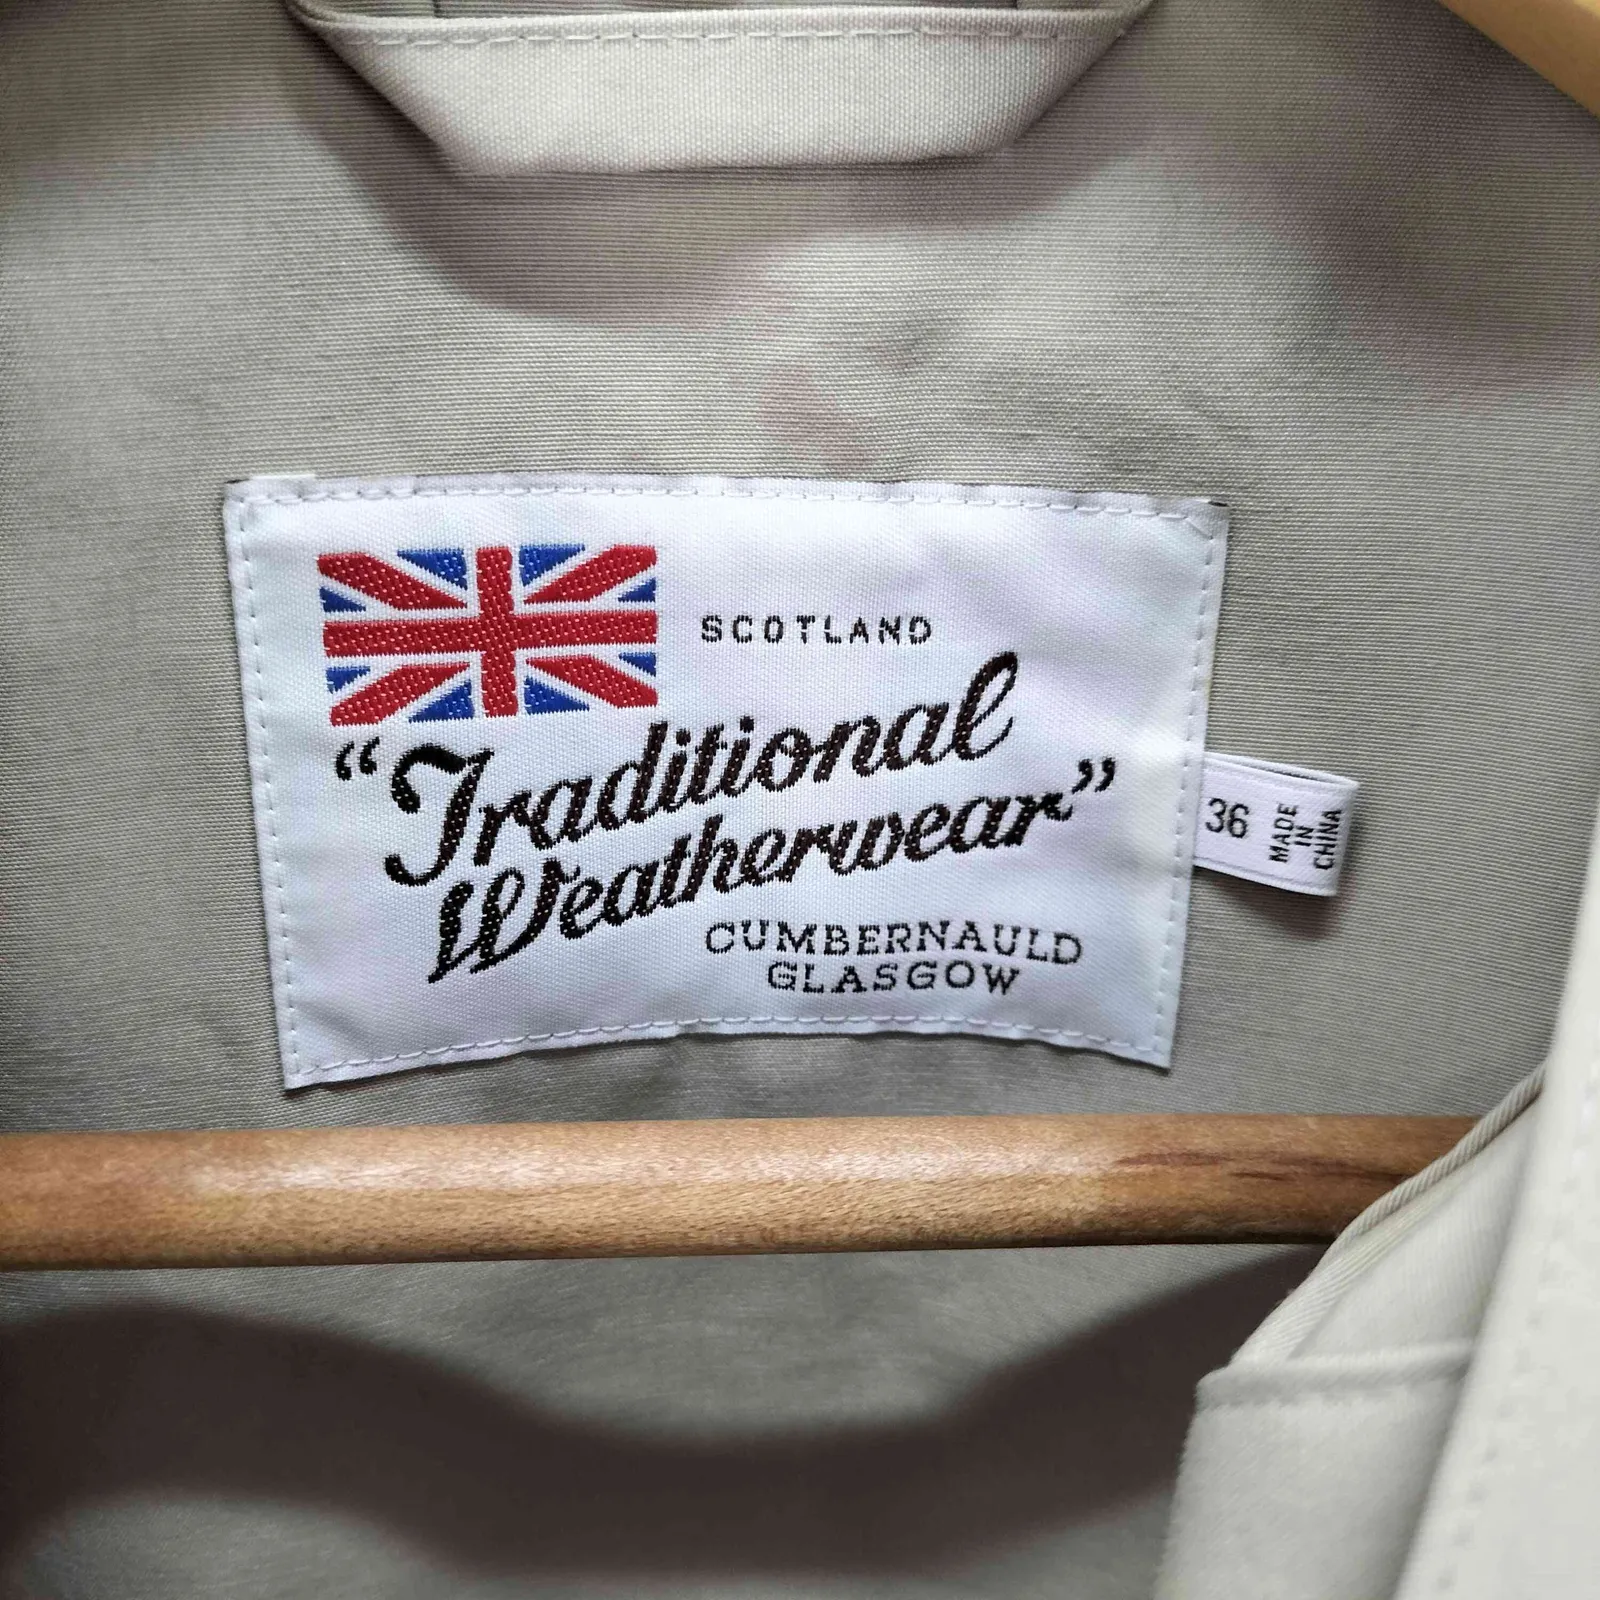 SCOTLAND
“Traditional
Weatherwear”
CUMBERNAULD
GLASGOW
36
MADE
IN
CHINA